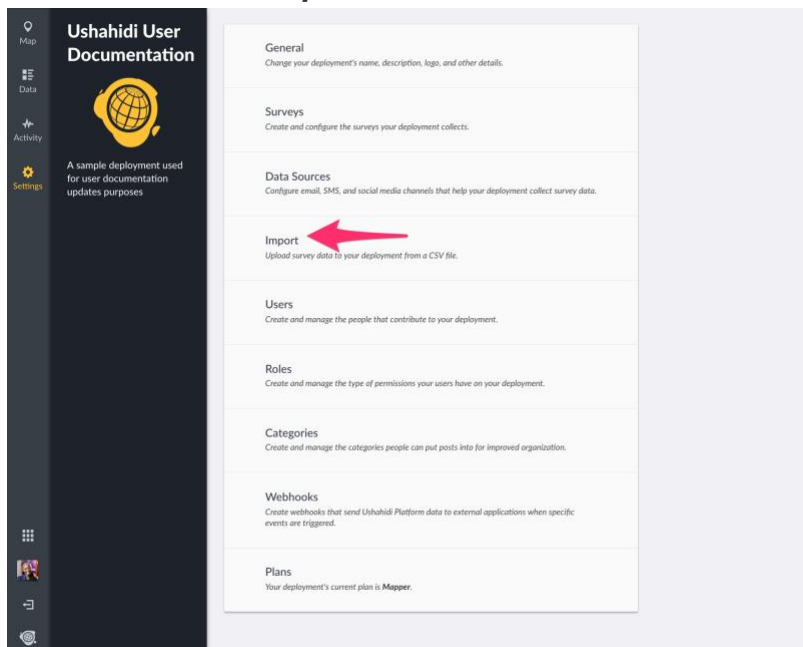 Map
Data
Activity
Settings
Ushahidi User
Documentation
A sample deployment used
for user documentation
updates purposes
General
Change your deployment's name, description, logo, and other details.
Surveys
Create and configure the surveys your deployment collects.
Data Sources
Configure email, SMS, and social media channels that help your deployment collect survey data.
Import
Upload survey data to your deployment from a CSV file.
Users
Create and manage the people that contribute to your deployment.
Roles
Create and manage the type of permissions your users have on your deployment.
Categories
Create and manage the categories people can put posts into for improved organization.
Webhooks
Create webhooks that send Ushahidi Platform data to external applications when specific
events are triggered.
Plans
Your deployment's current plan is Mapper.